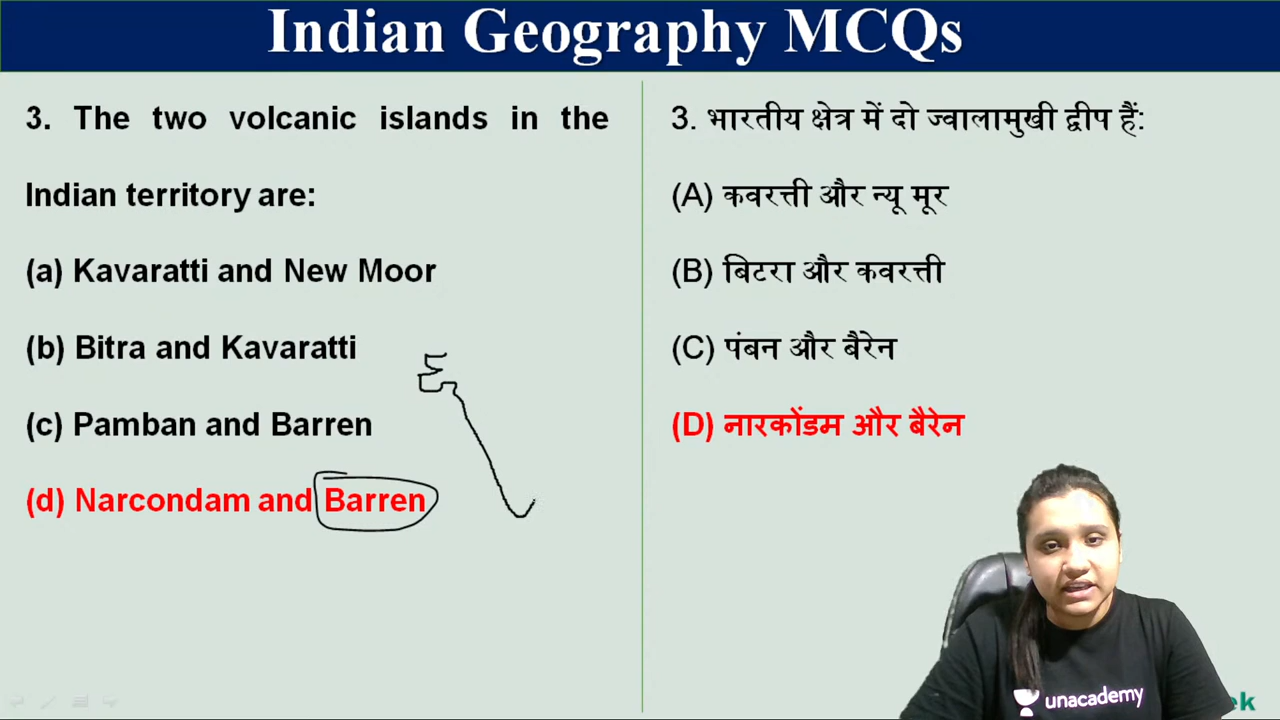 Indian Geography MCQs
3. The two volcanic islands in the
Indian territory are:
(a) Kavaratti and New Moor
(b) Bitra and Kavaratti
(c) Pamban and Barren
(d) Narcondam and Barren
3. भारतीय क्षेत्र में दो ज्वालामुखी द्वीप हैं:
(A) कवरत्ती और न्यू मूर
(B) बिटरा और कवरत्ती
(C) पंबन और बैरेन
(D) नारकोंडम और बैरेन
unacademy